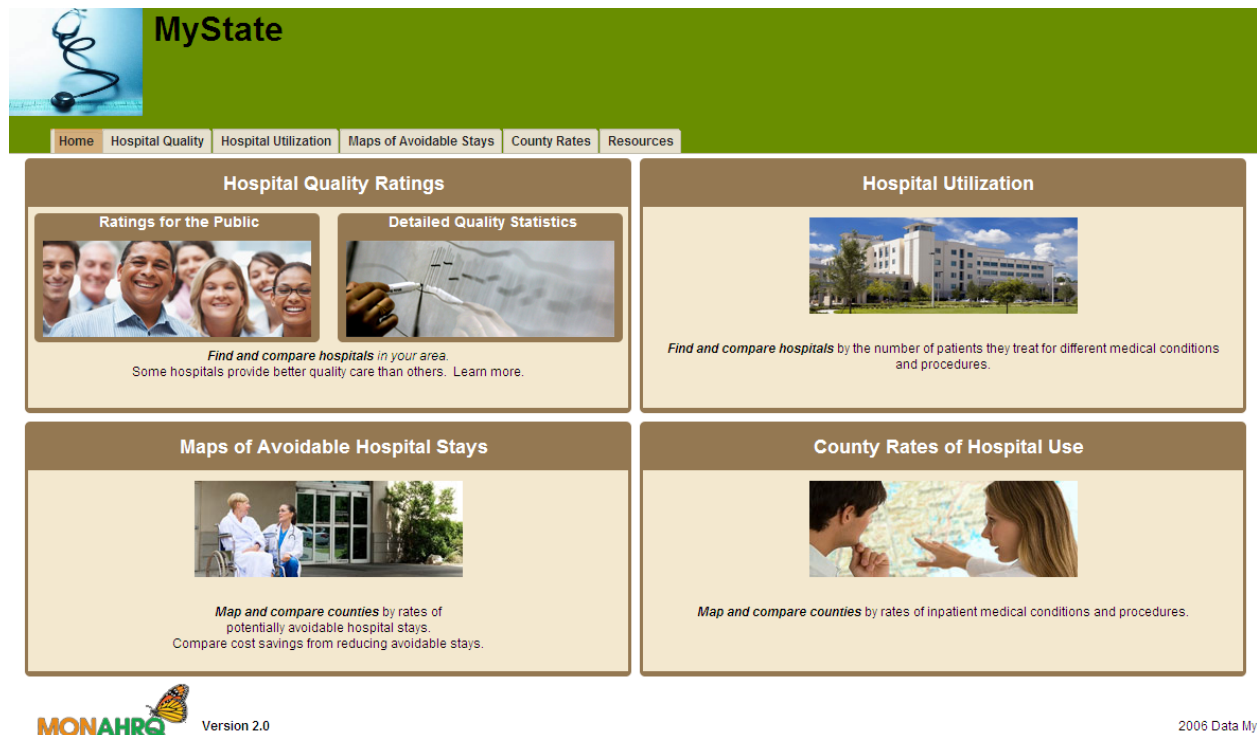 MyState
Home
Hospital Quality
Hospital Utilization
Maps of Avoidable Stays
County Rates
Resources
Hospital Quality Ratings
Ratings for the Public
Detailed Quality Statistics
Find and compare hospitals in your area.
Some hospitals provide better quality care than others. Learn more.
Hospital Utilization
Find and compare hospitals by the number of patients they treat for different medical conditions
and procedures.
Maps of Avoidable Hospital Stays
Map and compare counties by rates of
potentially avoidable hospital stays.
Compare cost savings from reducing avoidable stays.
County Rates of Hospital Use
Map and compare counties by rates of inpatient medical conditions and procedures.
MONAHRQ
Version 2.0
2006 Data My